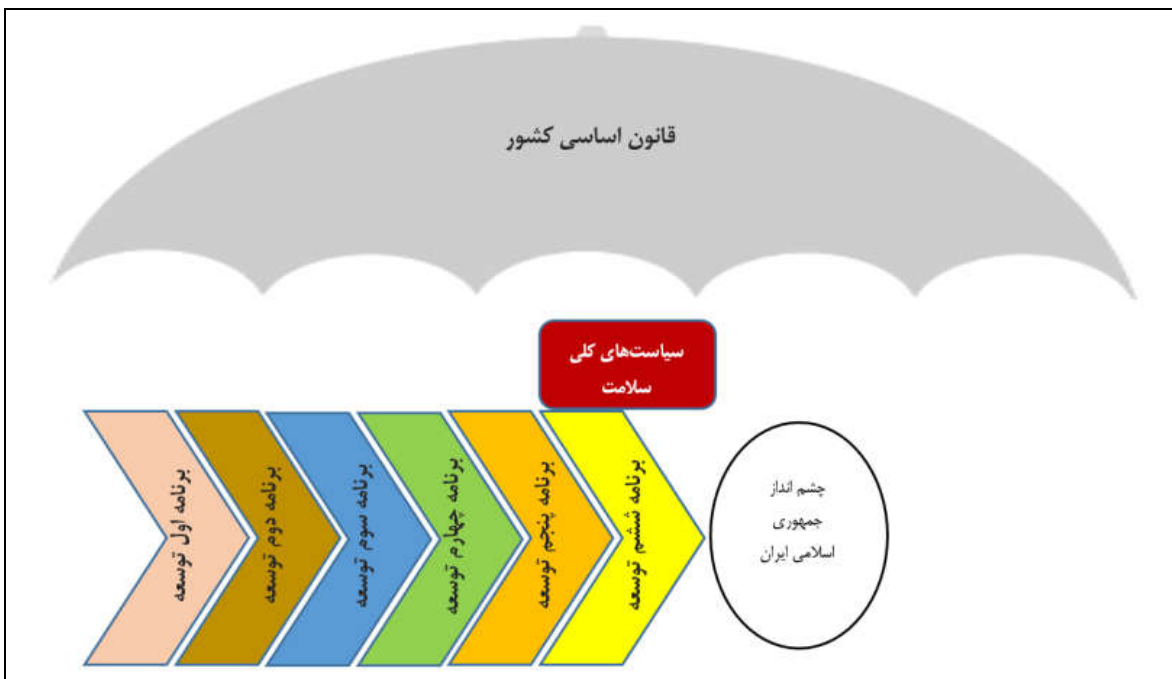 قانون اساسی کشور
سیاست‌های کلی
سلامت
برنامه اول توسعه
برنامه دوم توسعه
برنامه سوم توسعه
برنامه چهارم توسعه
برنامه پنجم توسعه
برنامه ششم توسعه
چشم انداز
جمهوری
اسلامی ایران